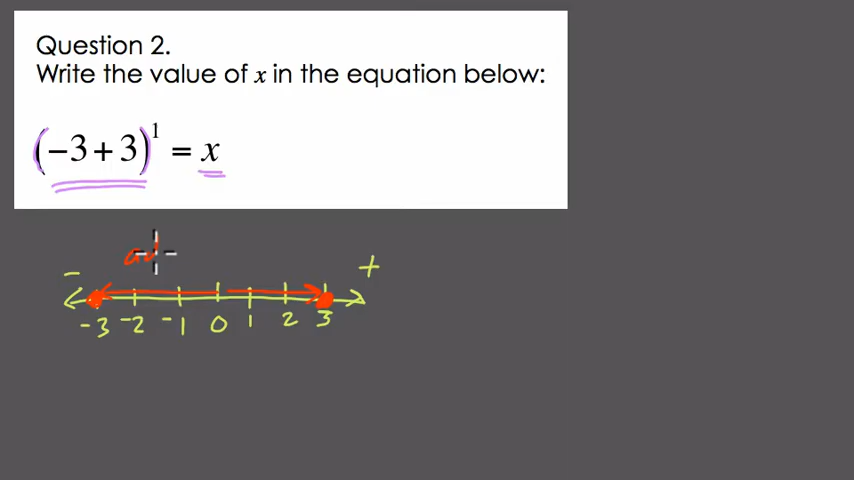 Question 2.
Write the value of x in the equation below:
(−3+3)¹ = x
ad
- +
-3 -2 -1 0 1 2 3